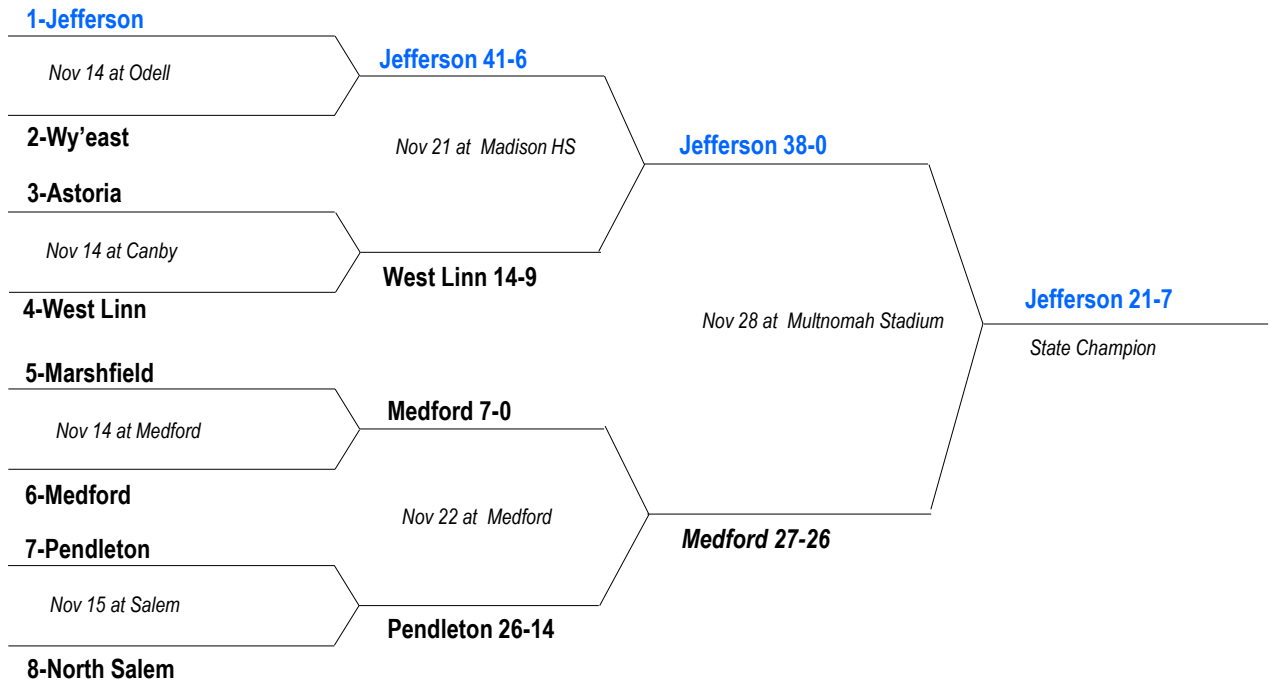 1-Jefferson
Nov 14 at Odell
Jefferson 41-6
2-Wy’east
Nov 21 at Madison HS
Jefferson 38-0
3-Astoria
Nov 14 at Canby
West Linn 14-9
4-West Linn
Nov 28 at Multnomah Stadium
Jefferson 21-7
State Champion
5-Marshfield
Nov 14 at Medford
Medford 7-0
6-Medford
Nov 22 at Medford
Medford 27-26
7-Pendleton
Nov 15 at Salem
Pendleton 26-14
8-North Salem